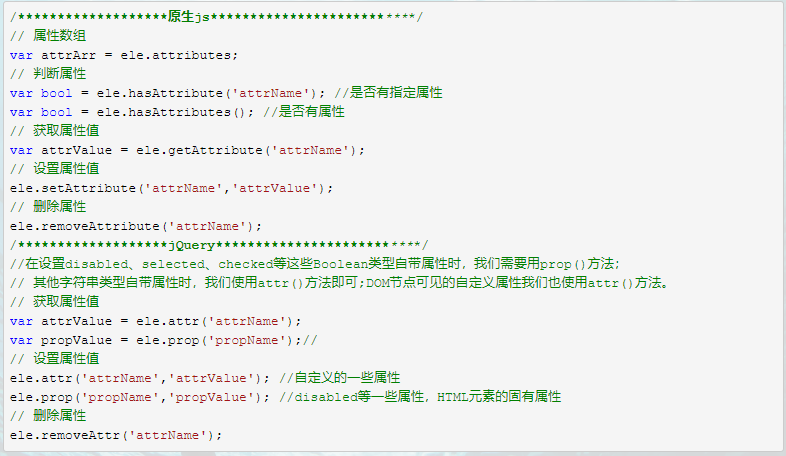 /*******************原生js**************************/
// 属性数组
var attrArr = ele.attributes;
// 判断属性
var bool = ele.hasAttribute('attrName'); //是否有指定属性
var bool = ele.hasAttributes(); //是否有属性
// 获取属性值
var attrValue = ele.getAttribute('attrName');
// 设置属性值
ele.setAttribute('attrName','attrValue');
// 删除属性
ele.removeAttribute('attrName');
/*******************jQuery**************************/
//在设置disabled、selected、checked等这些Boolean类型自带属性时，我们需要用prop()方法；
// 其他字符串类型自带属性时，我们使用attr()方法即可;DOM节点可见的自定义属性我们也使用attr()方法。
// 获取属性值
var attrValue = ele.attr('attrName');
var propValue = ele.prop('propName');//
// 设置属性值
ele.attr('attrName','attrValue'); //自定义的一些属性
ele.prop('propName','propValue'); //disabled等一些属性，HTML元素的固有属性
// 删除属性
ele.removeAttr('attrName');